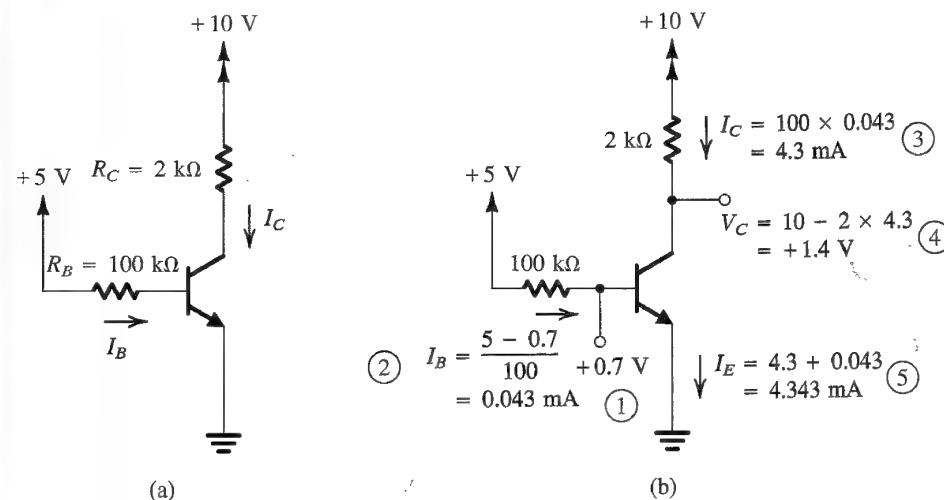 +10 V
R_C = 2 kΩ
+5 V
I_C
R_B = 100 kΩ
I_B
(a)
+10 V
2 kΩ
I_C = 100 × 0.043
= 4.3 mA
③
+5 V
V_C = 10 − 2 × 4.3
= +1.4 V
④
100 kΩ
② I_B = (5 − 0.7)/100
= 0.043 mA
+0.7 V
①
I_E = 4.3 + 0.043
= 4.343 mA
⑤
(b)